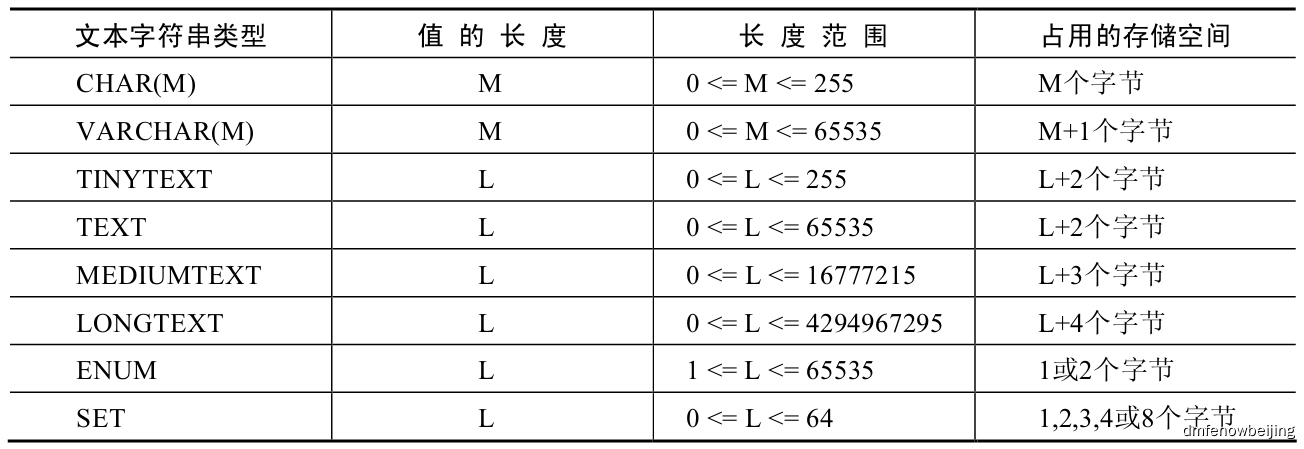 文本字符串类型 值的长度 长度范围 占用的存储空间
CHAR(M) M 0 <= M <= 255 M个字节
VARCHAR(M) M 0 <= M <= 65535 M+1个字节
TINYTEXT L 0 <= L <= 255 L+2个字节
TEXT L 0 <= L <= 65535 L+2个字节
MEDIUMTEXT L 0 <= L <= 16777215 L+3个字节
LONGTEXT L 0 <= L <= 4294967295 L+4个字节
ENUM L 1 <= L <= 65535 1或2个字节
SET L 0 <= L <= 64 1,2,3,4或8个字节
dmfenowbeijing